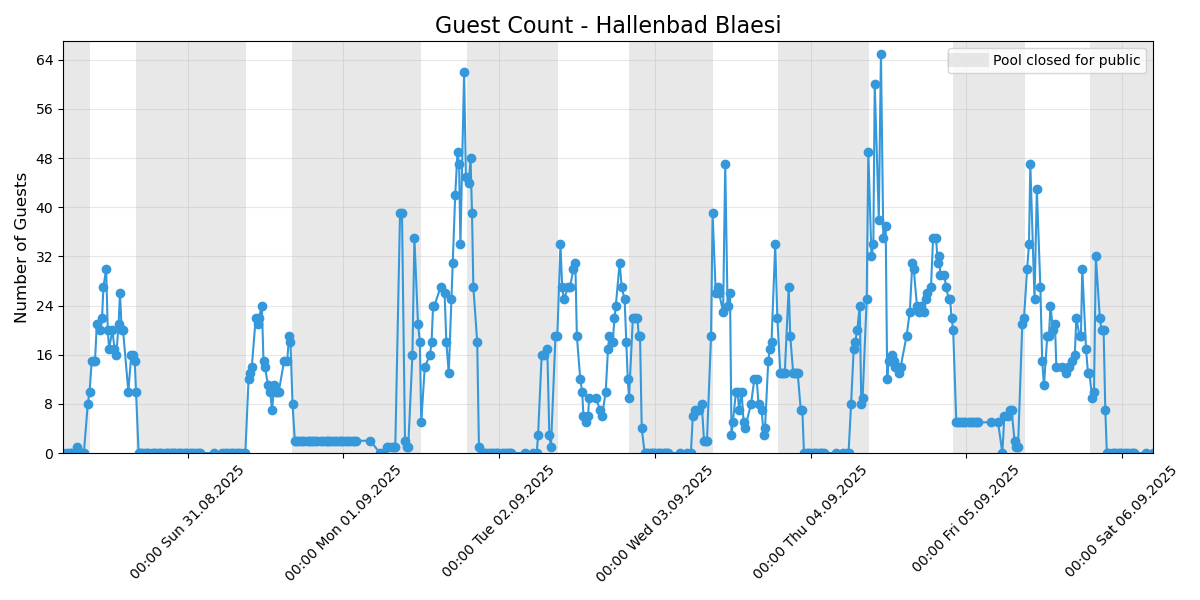 Guest Count - Hallenbad Blaesi
Pool closed for public
Number of Guests
64
56
48
40
32
24
16
8
0
00:00 Sun 31.08.2025
00:00 Mon 01.09.2025
00:00 Tue 02.09.2025
00:00 Wed 03.09.2025
00:00 Thu 04.09.2025
00:00 Fri 05.09.2025
00:00 Sat 06.09.2025